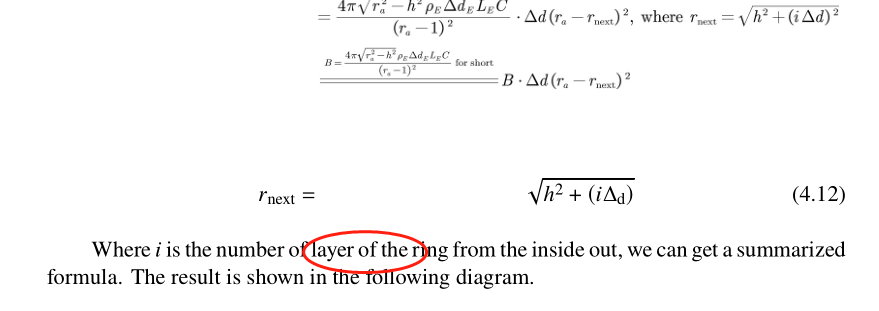 = 4π√(r_a² − h²) ρ_E Δd_E L_E C / (r_a − 1)² · Δd(r_a − r_next)², where r_next = √(h² + (iΔd)²)
B = 4π√(r_a² − h²) ρ_E Δd_E L_E C / (r_a − 1)² for short B · Δd(r_a − r_next)²
r_next = √(h² + (iΔ_d)) (4.12)
Where i is the number of layer of the ring from the inside out, we can get a summarized
formula. The result is shown in the following diagram.